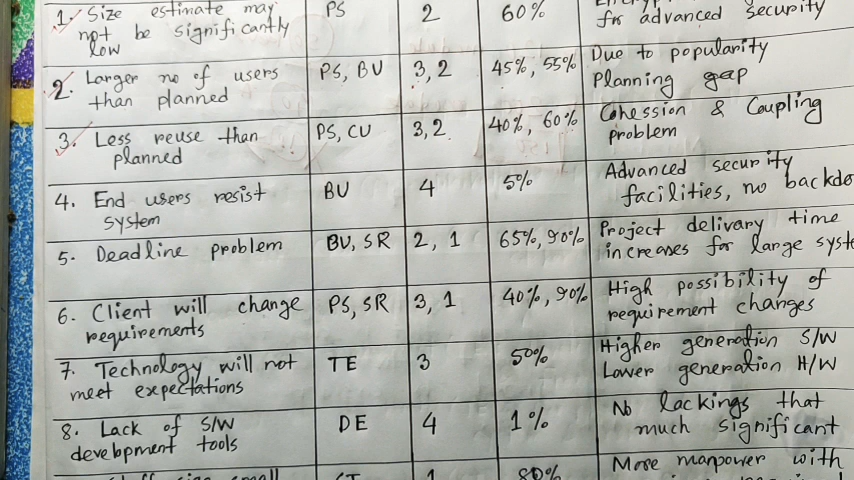 1. Size estimate may PS 2 60%
not be significantly for advanced security
low
2. Larger no of users PS, BU 3,2 45%, 55% Due to popularity
than planned Planning gap
3. Less reuse than PS, CU 3,2 40%, 60% Cohession & Coupling
planned problem
4. End users resist BU 4 5% Advanced security
system facilities, no backdo
5. Deadline problem BU, SR 2, 1 65%, 90% Project delivary time
increases for large syste
6. Client will change PS, SR 3, 1 40%, 90% High possibility of
requirements requirement changes
7. Technology will not TE 3 50% Higher generation S/W
meet expectations Lower generation H/W
8. Lack of S/W DE 4 1% No lackings that
development tools much significant
1 80% More manpower with